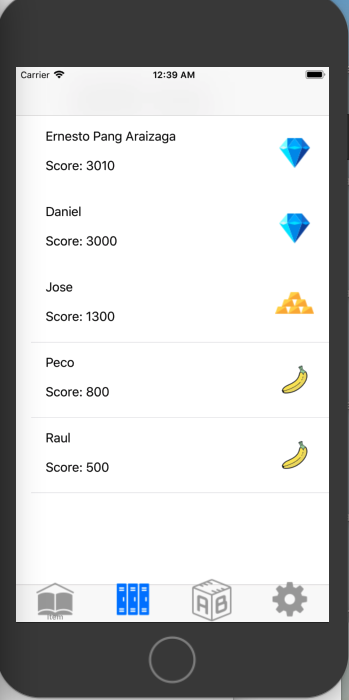 Carrier 12:39 AM
Ernesto Pang Araizaga
Score: 3010
Daniel
Score: 3000
Jose
Score: 1300
Peco
Score: 800
Raul
Score: 500
A B
Item